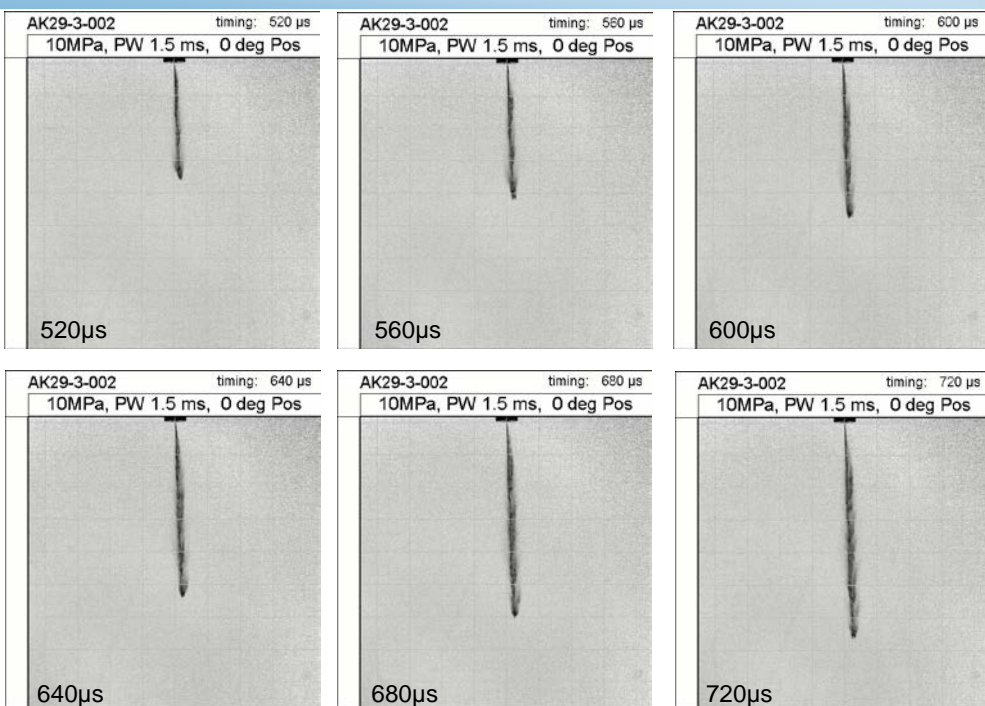 AK29-3-002 timing: 520 µs
10MPa, PW 1.5 ms, 0 deg Pos
520µs
AK29-3-002 timing: 560 µs
10MPa, PW 1.5 ms, 0 deg Pos
560µs
AK29-3-002 timing: 600 µs
10MPa, PW 1.5 ms, 0 deg Pos
600µs
AK29-3-002 timing: 640 µs
10MPa, PW 1.5 ms, 0 deg Pos
640µs
AK29-3-002 timing: 680 µs
10MPa, PW 1.5 ms, 0 deg Pos
680µs
AK29-3-002 timing: 720 µs
10MPa, PW 1.5 ms, 0 deg Pos
720µs